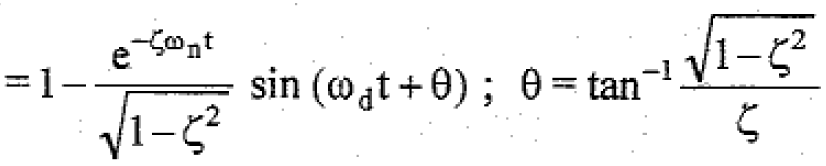 = 1 − e^{−ζω_n t} / √(1−ζ²) sin (ω_d t + θ) ; θ = tan⁻¹ √(1−ζ²) / ζ